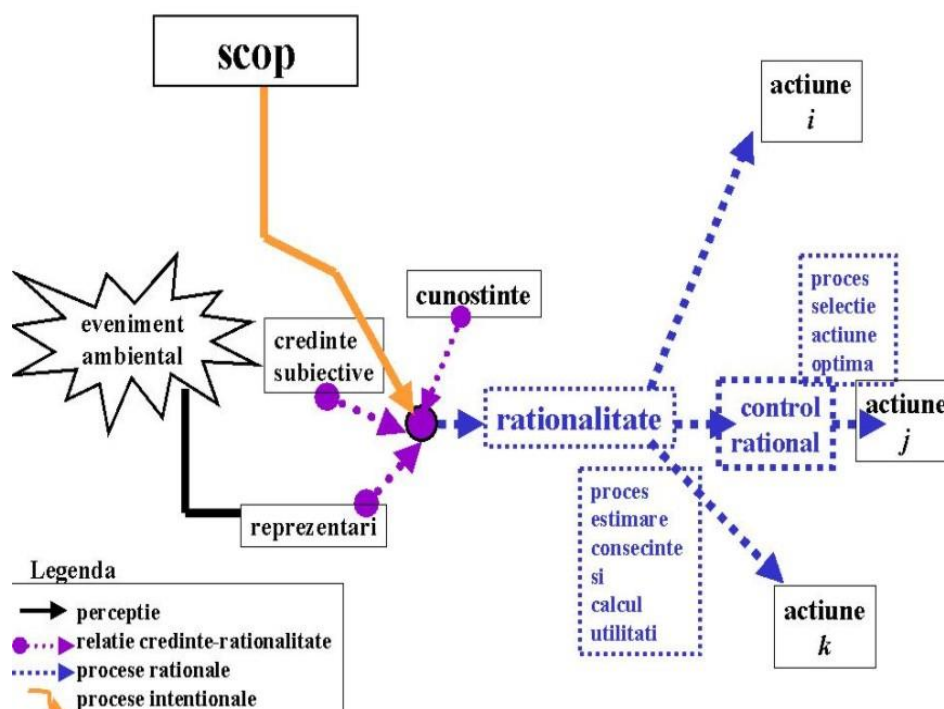 scop
actiune
i
eveniment
ambiental
cunostinte
credinte
subiective
proces
selectie
actiune
optima
rationalitate
control
rational
actiune
j
reprezentari
proces
estimare
consecinte
si
calcul
utilitati
actiune
k
Legenda
perceptie
relatie credinte-rationalitate
procese rationale
procese intentionale